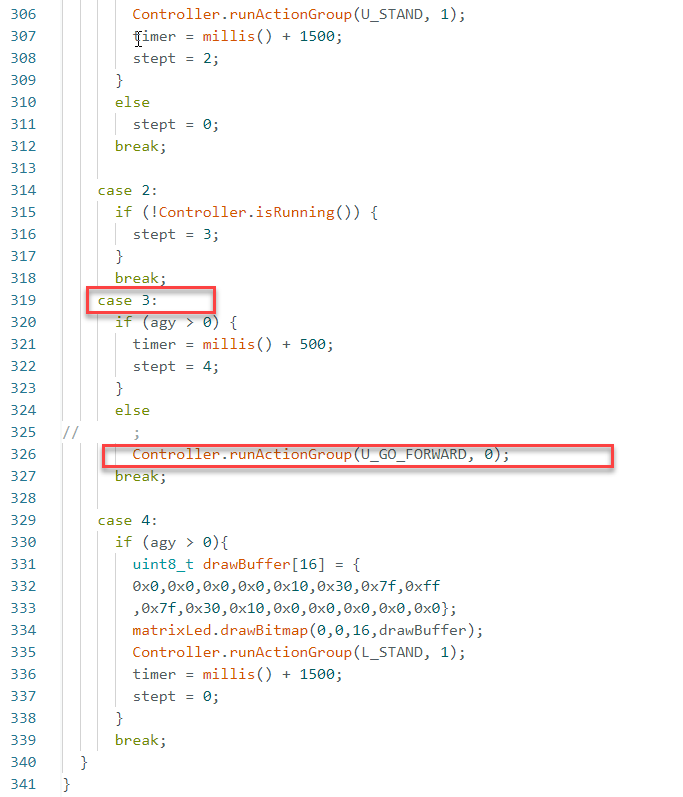 306 Controller.runActionGroup(U_STAND, 1);
307 timer = millis() + 1500;
308 stept = 2;
309 }
310 else
311 stept = 0;
312 break;
313
314 case 2:
315 if (!Controller.isRunning()) {
316 stept = 3;
317 }
318 break;
319 case 3:
320 if (agy > 0) {
321 timer = millis() + 500;
322 stept = 4;
323 }
324 else
325 // ;
326 Controller.runActionGroup(U_GO_FORWARD, 0);
327 break;
328
329 case 4:
330 if (agy > 0){
331 uint8_t drawBuffer[16] = {
332 0x0,0x0,0x0,0x0,0x10,0x30,0x7f,0xff
333 ,0x7f,0x30,0x10,0x0,0x0,0x0,0x0,0x0};
334 matrixLed.drawBitmap(0,0,16,drawBuffer);
335 Controller.runActionGroup(L_STAND, 1);
336 timer = millis() + 1500;
337 stept = 0;
338 }
339 break;
340 }
341 }